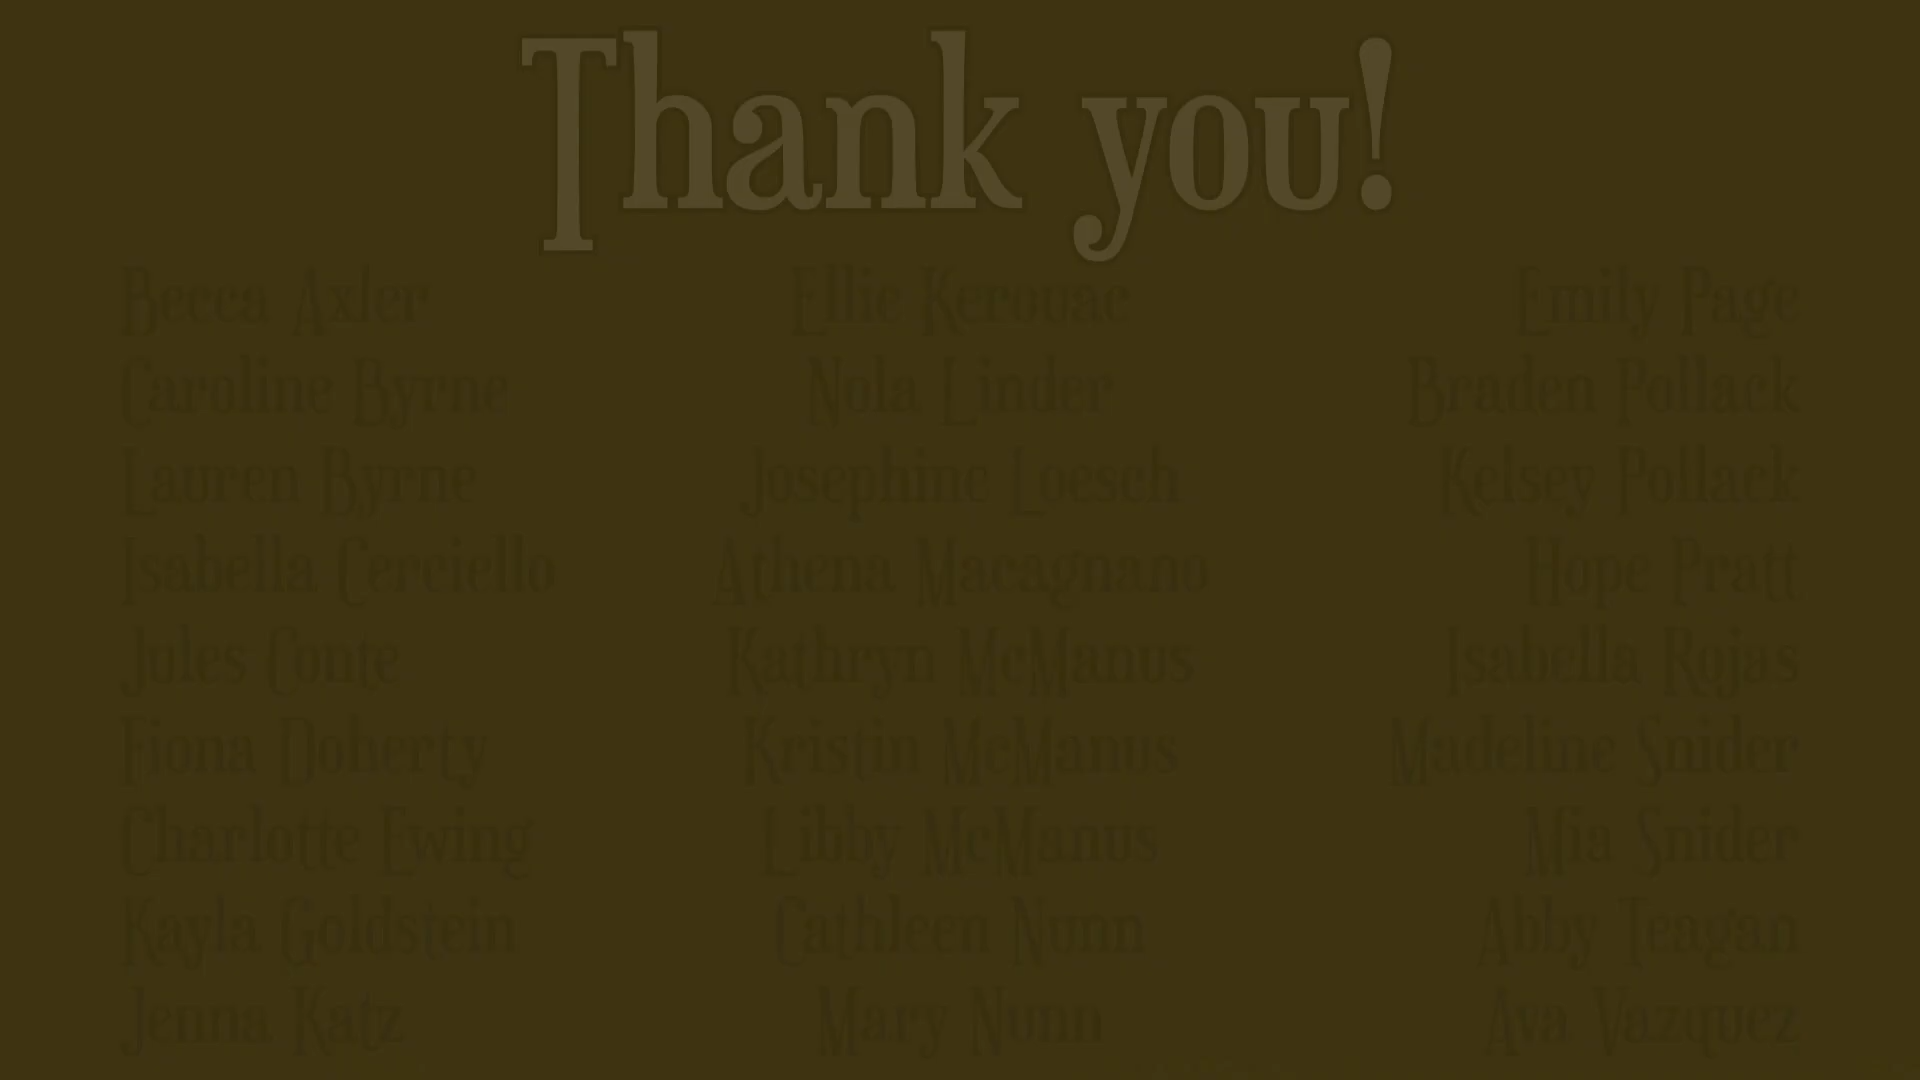 Thank you!
Becca Axler
Caroline Byrne
Lauren Byrne
Isabella Cerciello
Jules Conte
Fiona Doherty
Charlotte Ewing
Kayla Goldstein
Jenna Katz
Ellie Kerouac
Nola Linder
Josephine Loesch
Athena Macagnano
Kathryn McManus
Kristin McManus
Libby McManus
Cathleen Nunn
Mary Nunn
Emily Page
Braden Pollack
Kelsey Pollack
Hope Pratt
Isabella Rojas
Madeline Snider
Mia Snider
Abby Teagan
Ava Vazquez